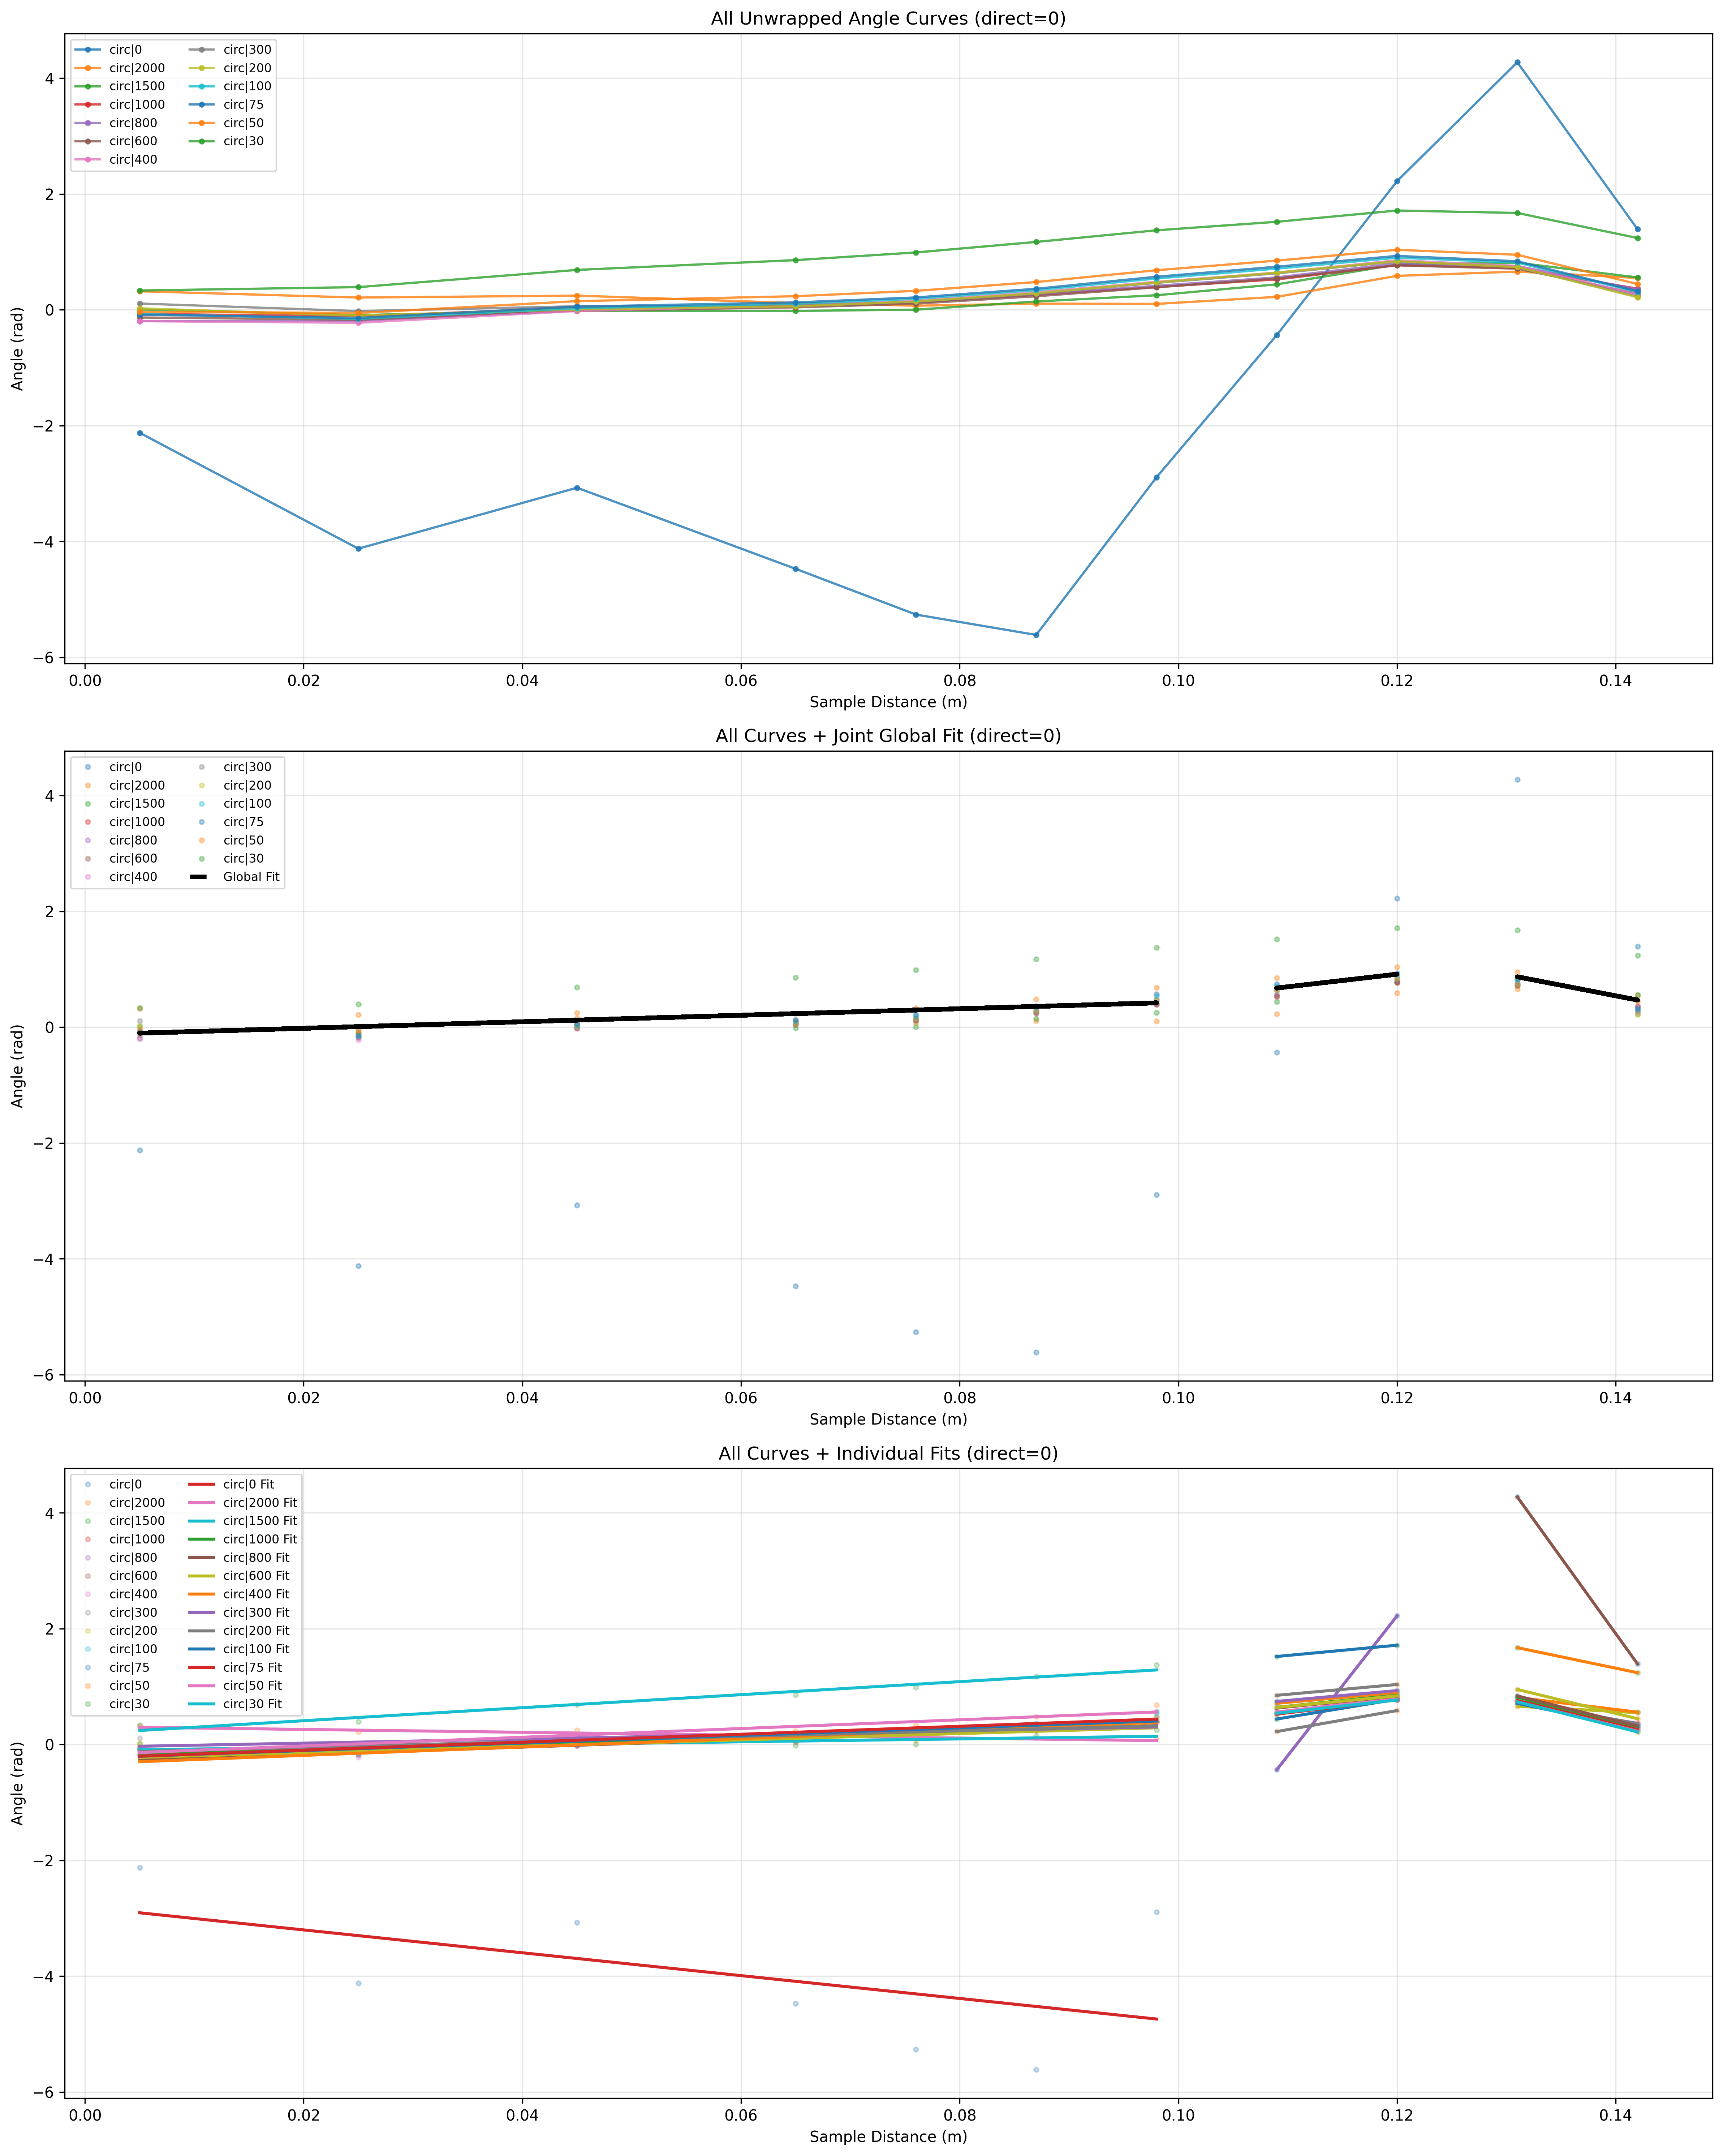 All Unwrapped Angle Curves (direct=0)
circ|0
circ|2000
circ|1500
circ|1000
circ|800
circ|600
circ|400
circ|300
circ|200
circ|100
circ|75
circ|50
circ|30
4
2
0
−2
−4
−6
Angle (rad)
0.00 0.02 0.04 0.06 0.08 0.10 0.12 0.14
Sample Distance (m)
All Curves + Joint Global Fit (direct=0)
circ|0
circ|2000
circ|1500
circ|1000
circ|800
circ|600
circ|400
circ|300
circ|200
circ|100
circ|75
circ|50
circ|30
Global Fit
4
2
0
−2
−4
−6
Angle (rad)
0.00 0.02 0.04 0.06 0.08 0.10 0.12 0.14
Sample Distance (m)
All Curves + Individual Fits (direct=0)
circ|0
circ|2000
circ|1500
circ|1000
circ|800
circ|600
circ|400
circ|300
circ|200
circ|100
circ|75
circ|50
circ|30
circ|0 Fit
circ|2000 Fit
circ|1500 Fit
circ|1000 Fit
circ|800 Fit
circ|600 Fit
circ|400 Fit
circ|300 Fit
circ|200 Fit
circ|100 Fit
circ|75 Fit
circ|50 Fit
circ|30 Fit
4
2
0
−2
−4
−6
Angle (rad)
0.00 0.02 0.04 0.06 0.08 0.10 0.12 0.14
Sample Distance (m)